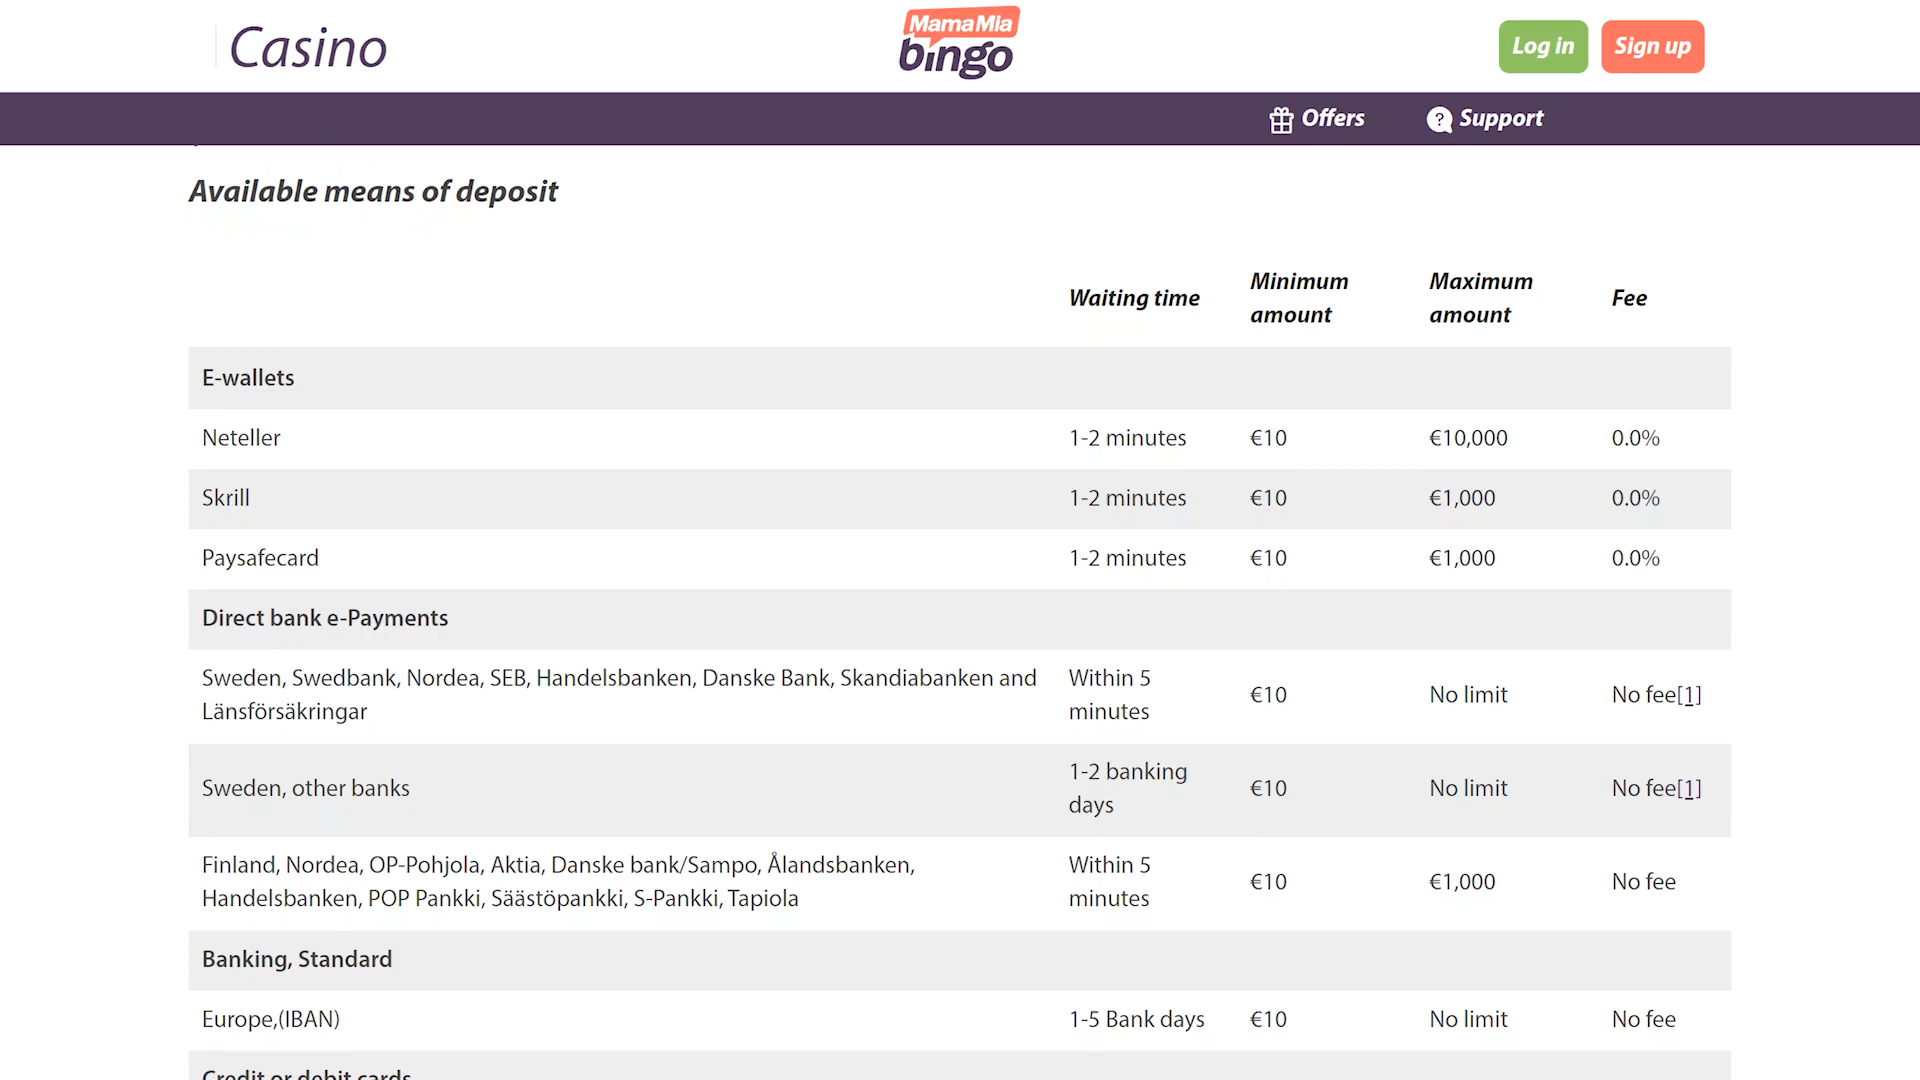 Casino
MamaMia
bingo
Log in
Sign up
Offers
? Support
Available means of deposit
Waiting time
Minimum
amount
Maximum
amount
Fee
E-wallets
Neteller 1-2 minutes €10 €10,000 0.0%
Skrill 1-2 minutes €10 €1,000 0.0%
Paysafecard 1-2 minutes €10 €1,000 0.0%
Direct bank e-Payments
Sweden, Swedbank, Nordea, SEB, Handelsbanken, Danske Bank, Skandiabanken and
Länsförsäkringar
Within 5
minutes
€10 No limit No fee[1]
Sweden, other banks
1-2 banking
days
€10 No limit No fee[1]
Finland, Nordea, OP-Pohjola, Aktia, Danske bank/Sampo, Ålandsbanken,
Handelsbanken, POP Pankki, Säästöpankki, S-Pankki, Tapiola
Within 5
minutes
€10 €1,000 No fee
Banking, Standard
Europe,(IBAN) 1-5 Bank days €10 No limit No fee
Credit or debit cards